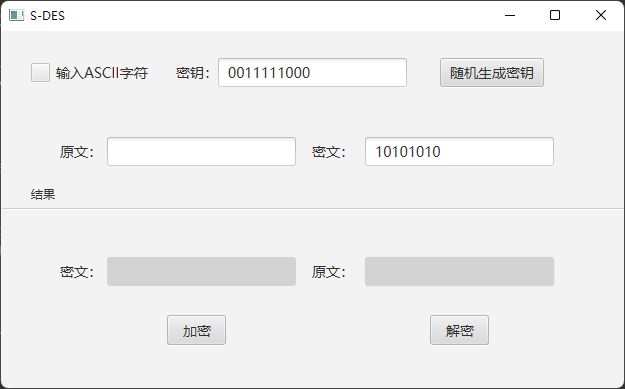 S-DES
输入ASCII字符 密钥： 0011111000 随机生成密钥
原文： 密文： 10101010
结果
密文： 原文：
加密 解密